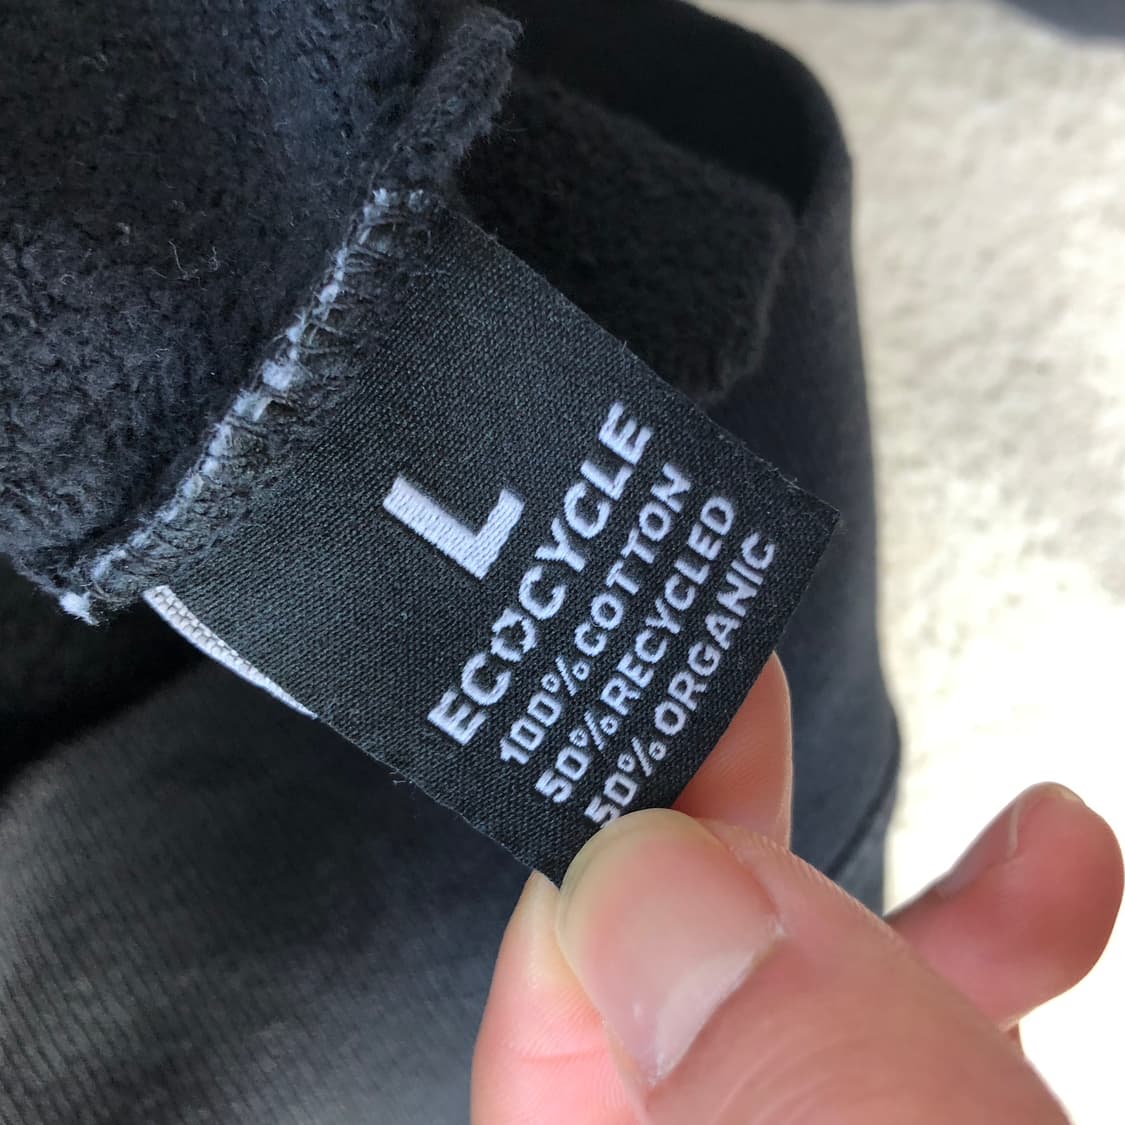 L
ECOCYCLE
100% COTTON
50% RECYCLED
50% ORGANIC